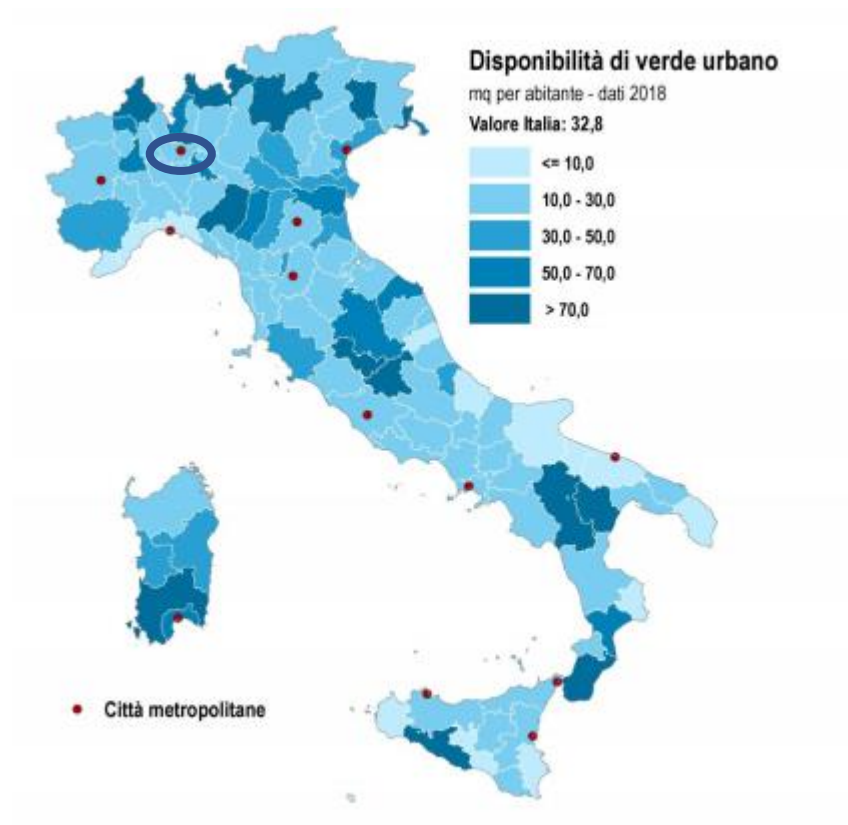 Disponibilità di verde urbano
mq per abitante - dati 2018
Valore Italia: 32,8
<= 10,0
10,0 - 30,0
30,0 - 50,0
50,0 - 70,0
> 70,0
Città metropolitane